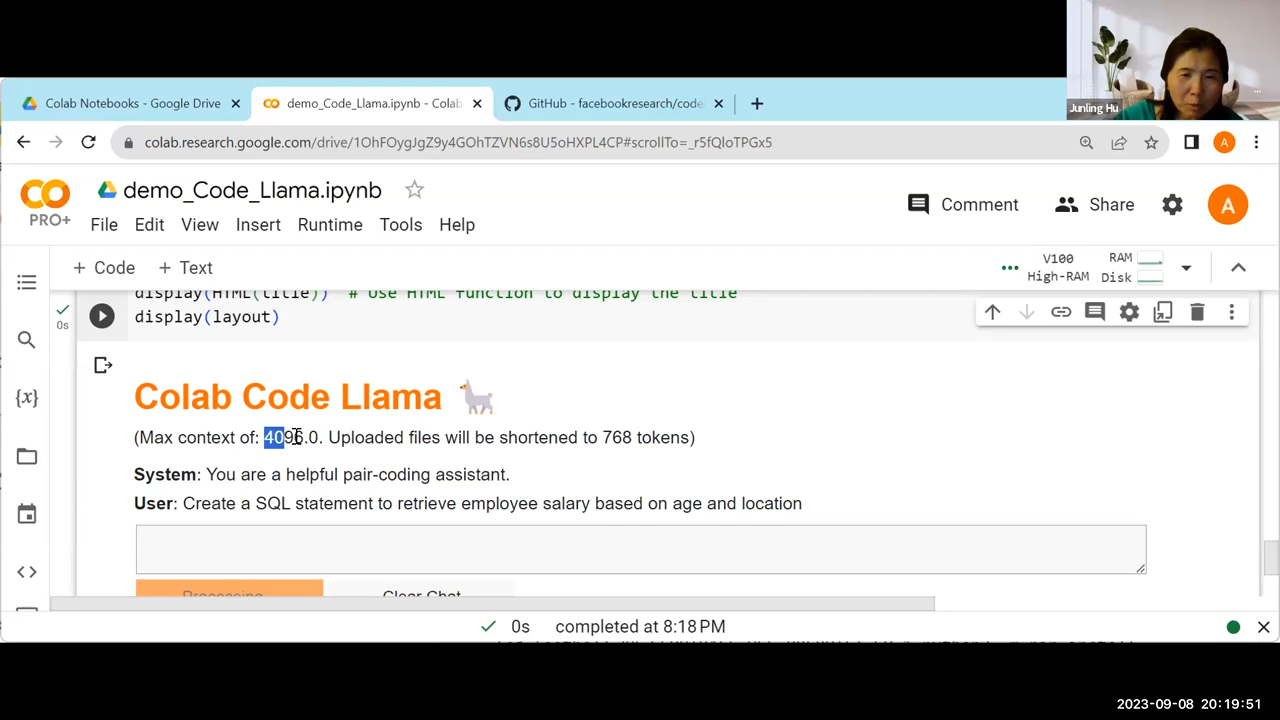 Junling Hu
Colab Notebooks - Google Drive
demo_Code_Llama.ipynb - Colab
GitHub - facebookresearch/code
colab.research.google.com/drive/1OhFOygJgZ9y4GOhT7VN6s8U5oHXPL4CP#scrollTo=_r5fQIoTPGx5
A
PRO+
demo_Code_Llama.ipynb
File Edit View Insert Runtime Tools Help
Comment
Share
A
+ Code + Text
V100
High-RAM
RAM
Disk
display(HTML(title)) # Use HTML function to display the title
display(layout)
0s
Colab Code Llama
(Max context of: 4096.0. Uploaded files will be shortened to 768 tokens)
System: You are a helpful pair-coding assistant.
User: Create a SQL statement to retrieve employee salary based on age and location
Processing
Clear Chat
0s completed at 8:18 PM
2023-09-08 20:19:51